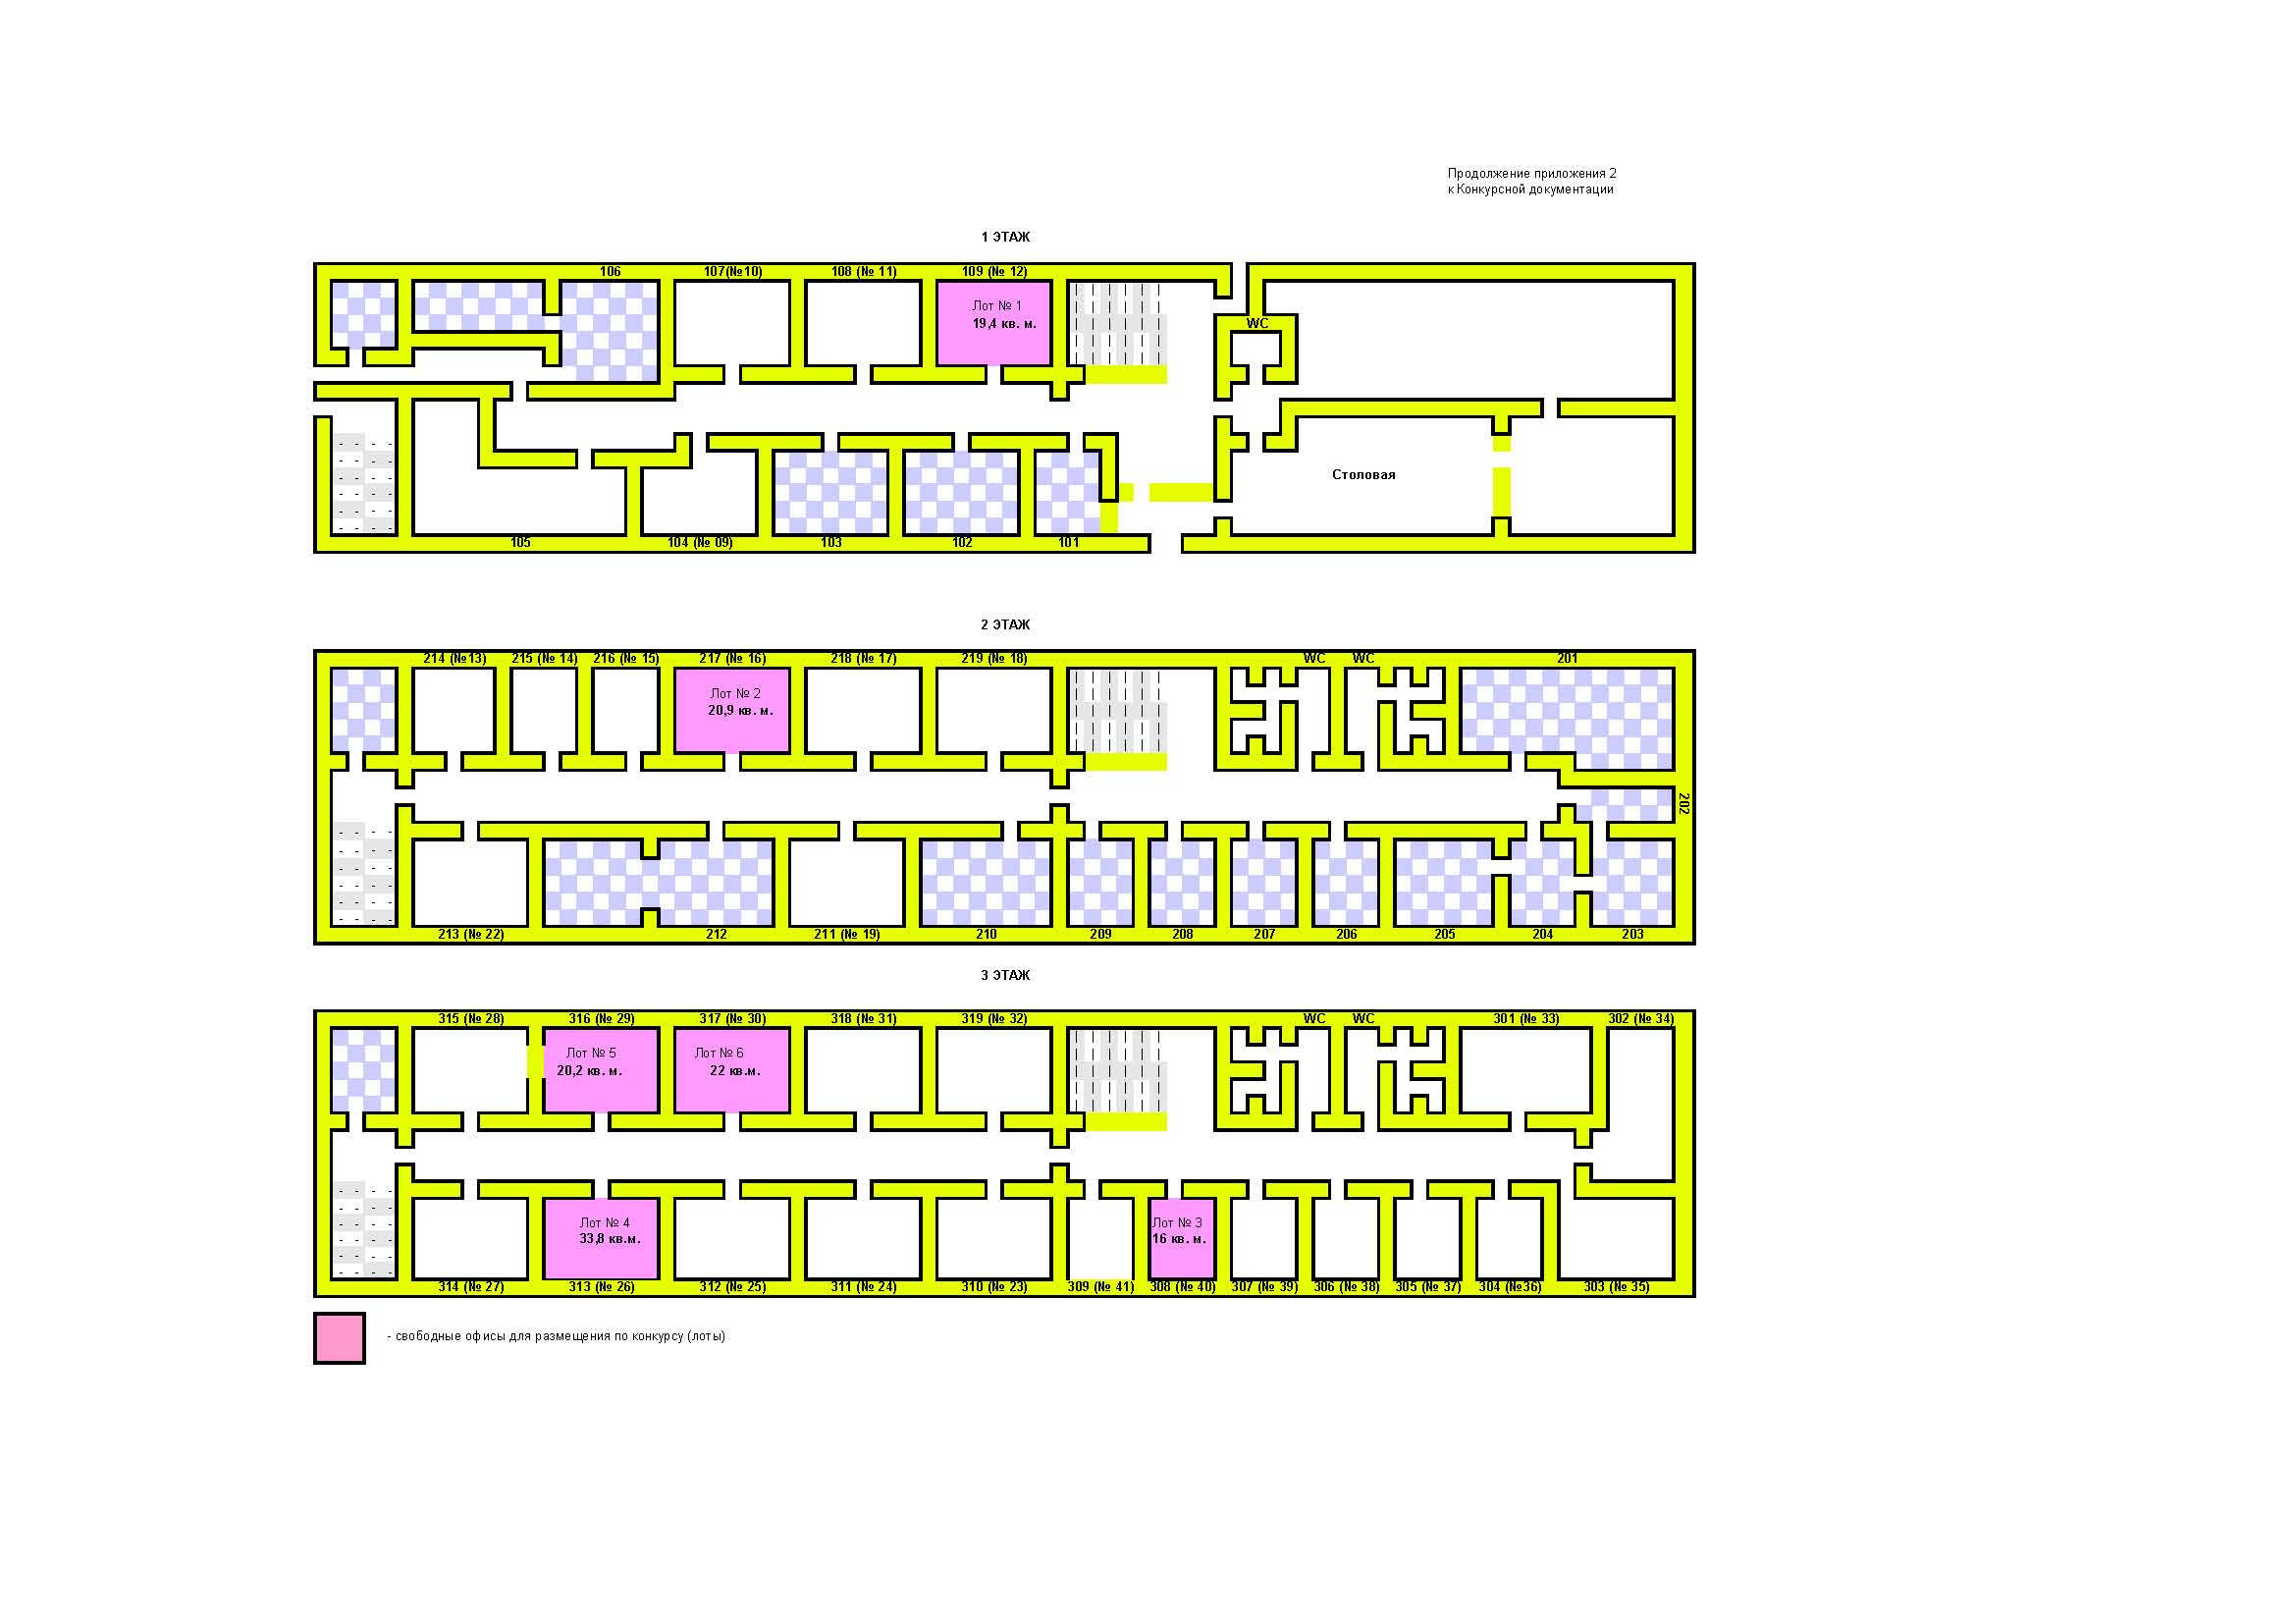 Продолжение приложения 2
к Конкурсной документации
1 ЭТАЖ
106
107(№10)
108 (№ 11)
109 (№ 12)
Лот № 1
19,4 кв. м.
WC
Столовая
105
104 (№ 09)
103
102
101
2 ЭТАЖ
214 (№13)
215 (№ 14)
216 (№ 15)
217 (№ 16)
218 (№ 17)
219 (№ 18)
WC
WC
201
Лот № 2
20,9 кв. м.
202
213 (№ 22)
212
211 (№ 19)
210
209
208
207
206
205
204
203
3 ЭТАЖ
315 (№ 28)
316 (№ 29)
317 (№ 30)
318 (№ 31)
319 (№ 32)
WC
WC
301 (№ 33)
302 (№ 34)
Лот № 5
20,2 кв. м.
Лот № 6
22 кв.м.
Лот № 4
33,8 кв.м.
Лот № 3
16 кв. м.
314 (№ 27)
313 (№ 26)
312 (№ 25)
311 (№ 24)
310 (№ 23)
309 (№ 41)
308 (№ 40)
307 (№ 39)
306 (№ 38)
305 (№ 37)
304 (№36)
303 (№ 35)
- свободные офисы для размещения по конкурсу (лоты)